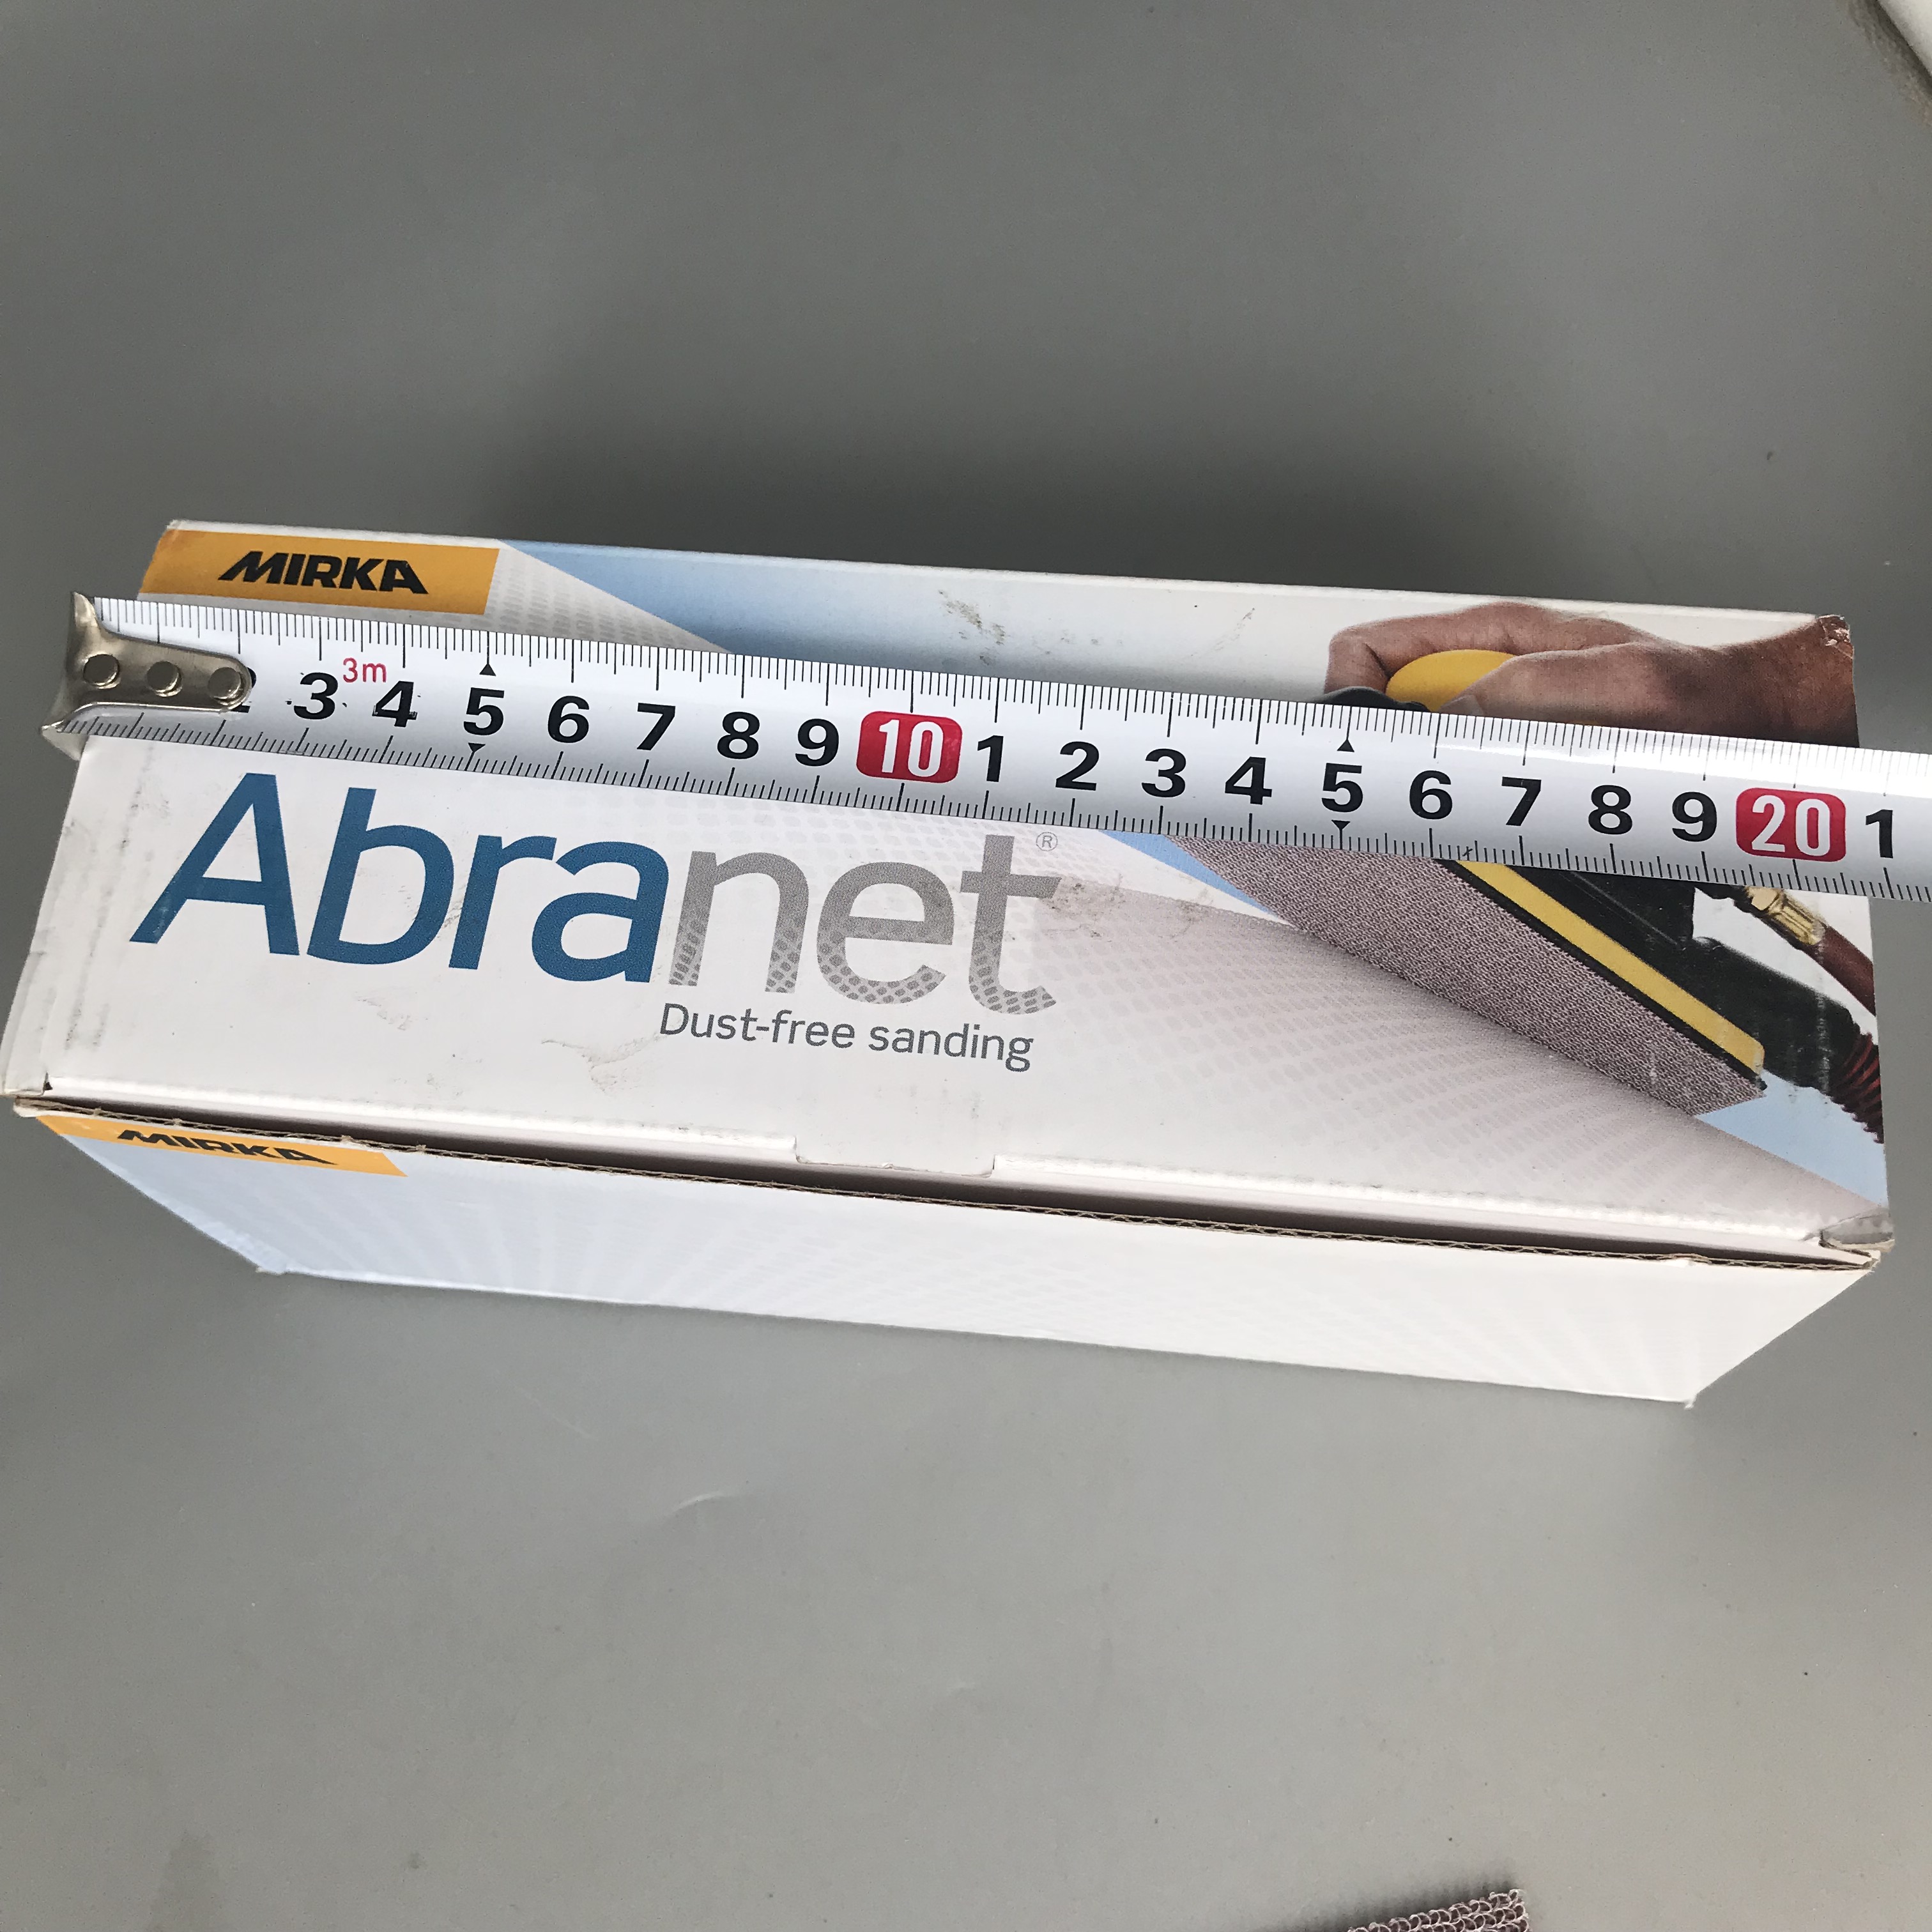 MIRKA
3m
3 4 5 6 7 8 9 10 1 2 3 4 5 6 7 8 9 20 1
Abranet®
Dust-free sanding
MIRKA